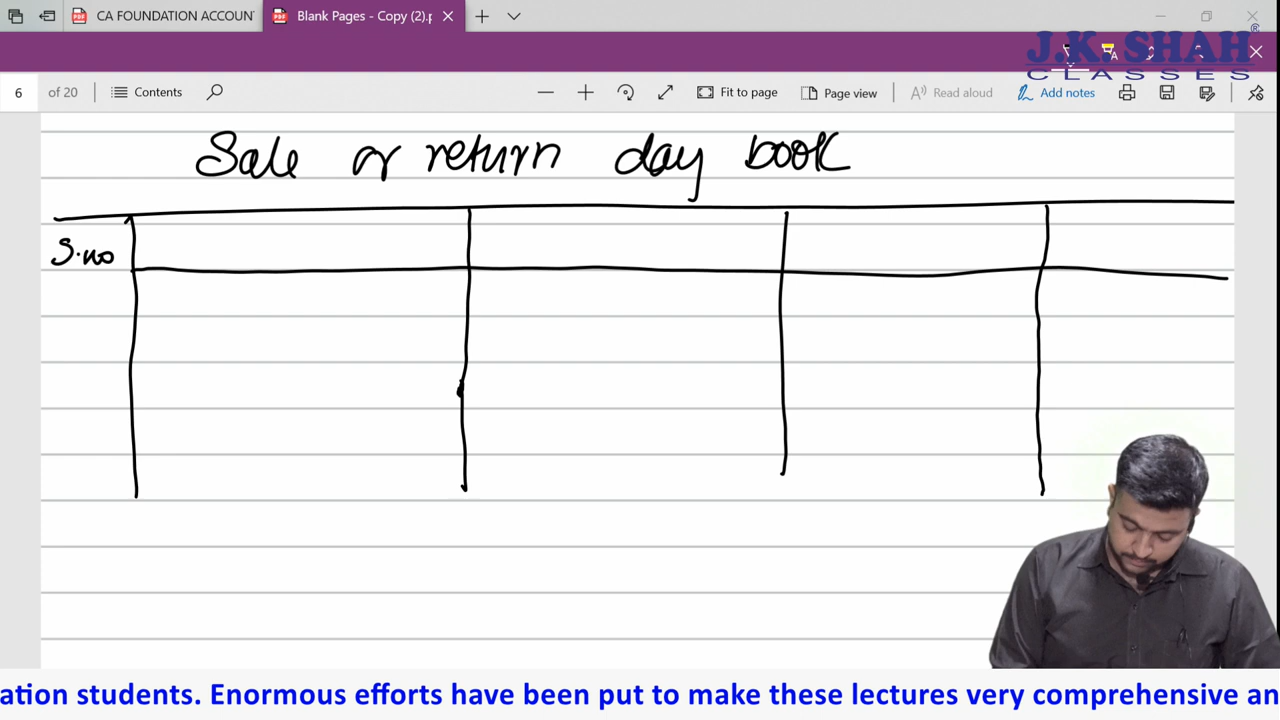 CA FOUNDATION ACCOUN
Blank Pages - Copy (2).p
J.K. SHAH®
CLASSES
6 of 20
Contents
Fit to page
Page view
A Read aloud
Add notes
Sale or return day book
S.no
ation students. Enormous efforts have been put to make these lectures very comprehensive an